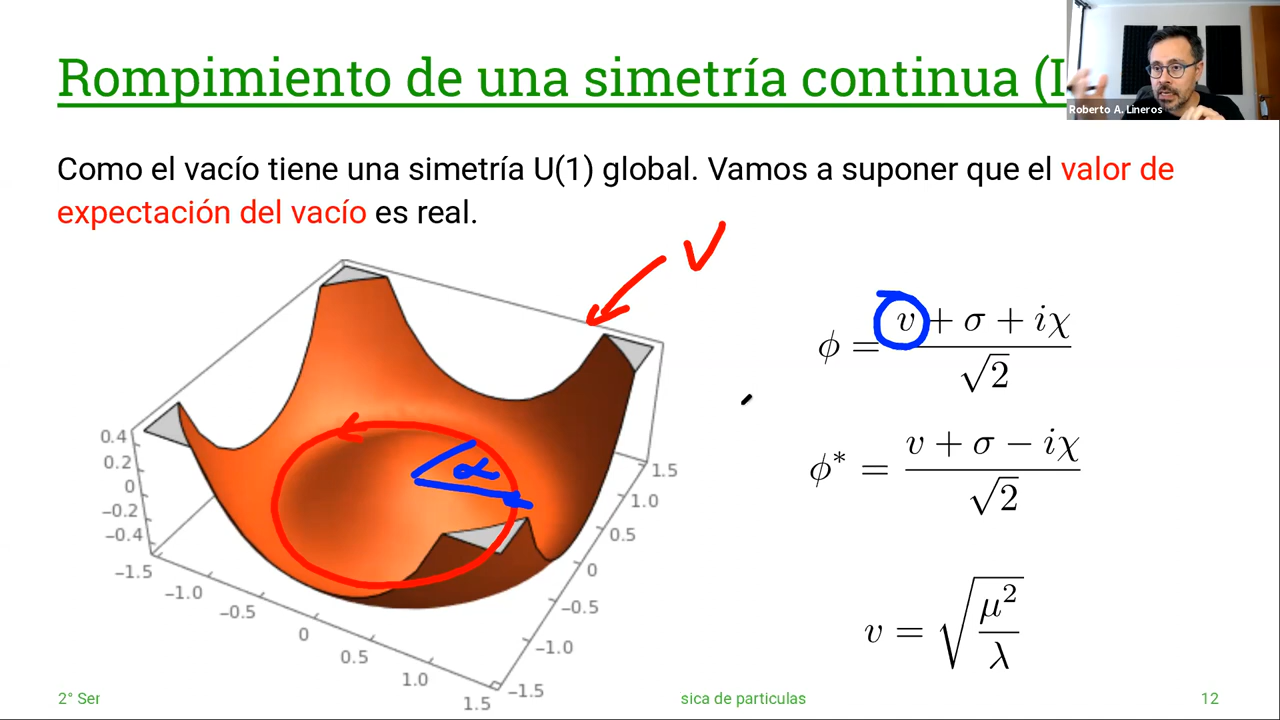 Rompimiento de una simetría continua (I
Roberto A. Lineros
Como el vacío tiene una simetría U(1) global. Vamos a suponer que el valor de
expectación del vacío es real.
V
ϕ = (v + σ + iχ)/√2
ϕ* = (v + σ − iχ)/√2
v = √(μ²/λ)
α
0.4
0.2
0
−0.2
−0.4
−1.5
−1.0
−0.5
0
0.5
1.0
1.5
1.5
1.0
0.5
0
−0.5
−1.0
−1.5
2° Ser
sica de particulas
12